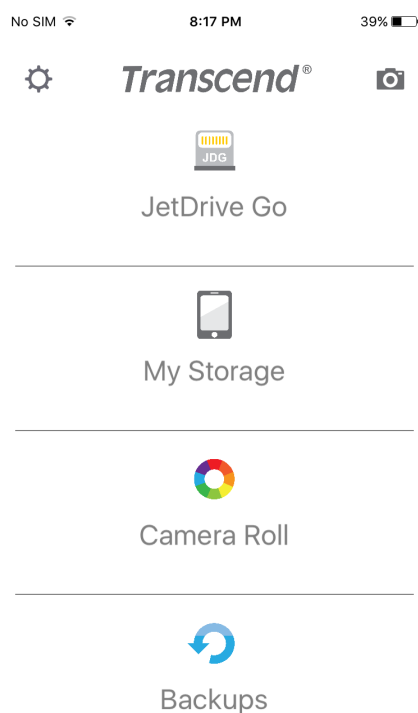 No SIM 8:17 PM 39%
Transcend®
JDG
JetDrive Go
My Storage
Camera Roll
Backups